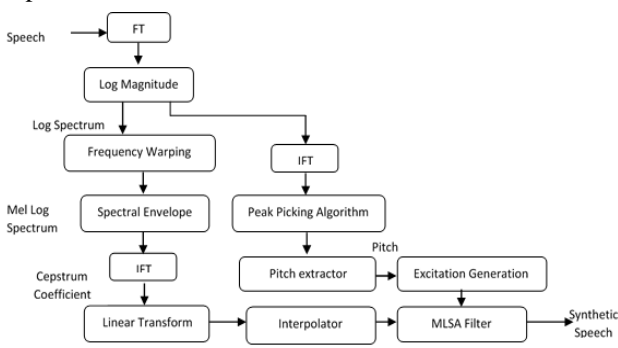 FT
Speech
Log Magnitude
Log Spectrum
Frequency Warping
IFT
Mel Log
Spectrum
Spectral Envelope
Peak Picking Algorithm
Pitch
IFT
Cepstrum
Coefficient
Pitch extractor
Excitation Generation
Linear Transform
Interpolator
MLSA Filter
Synthetic
Speech